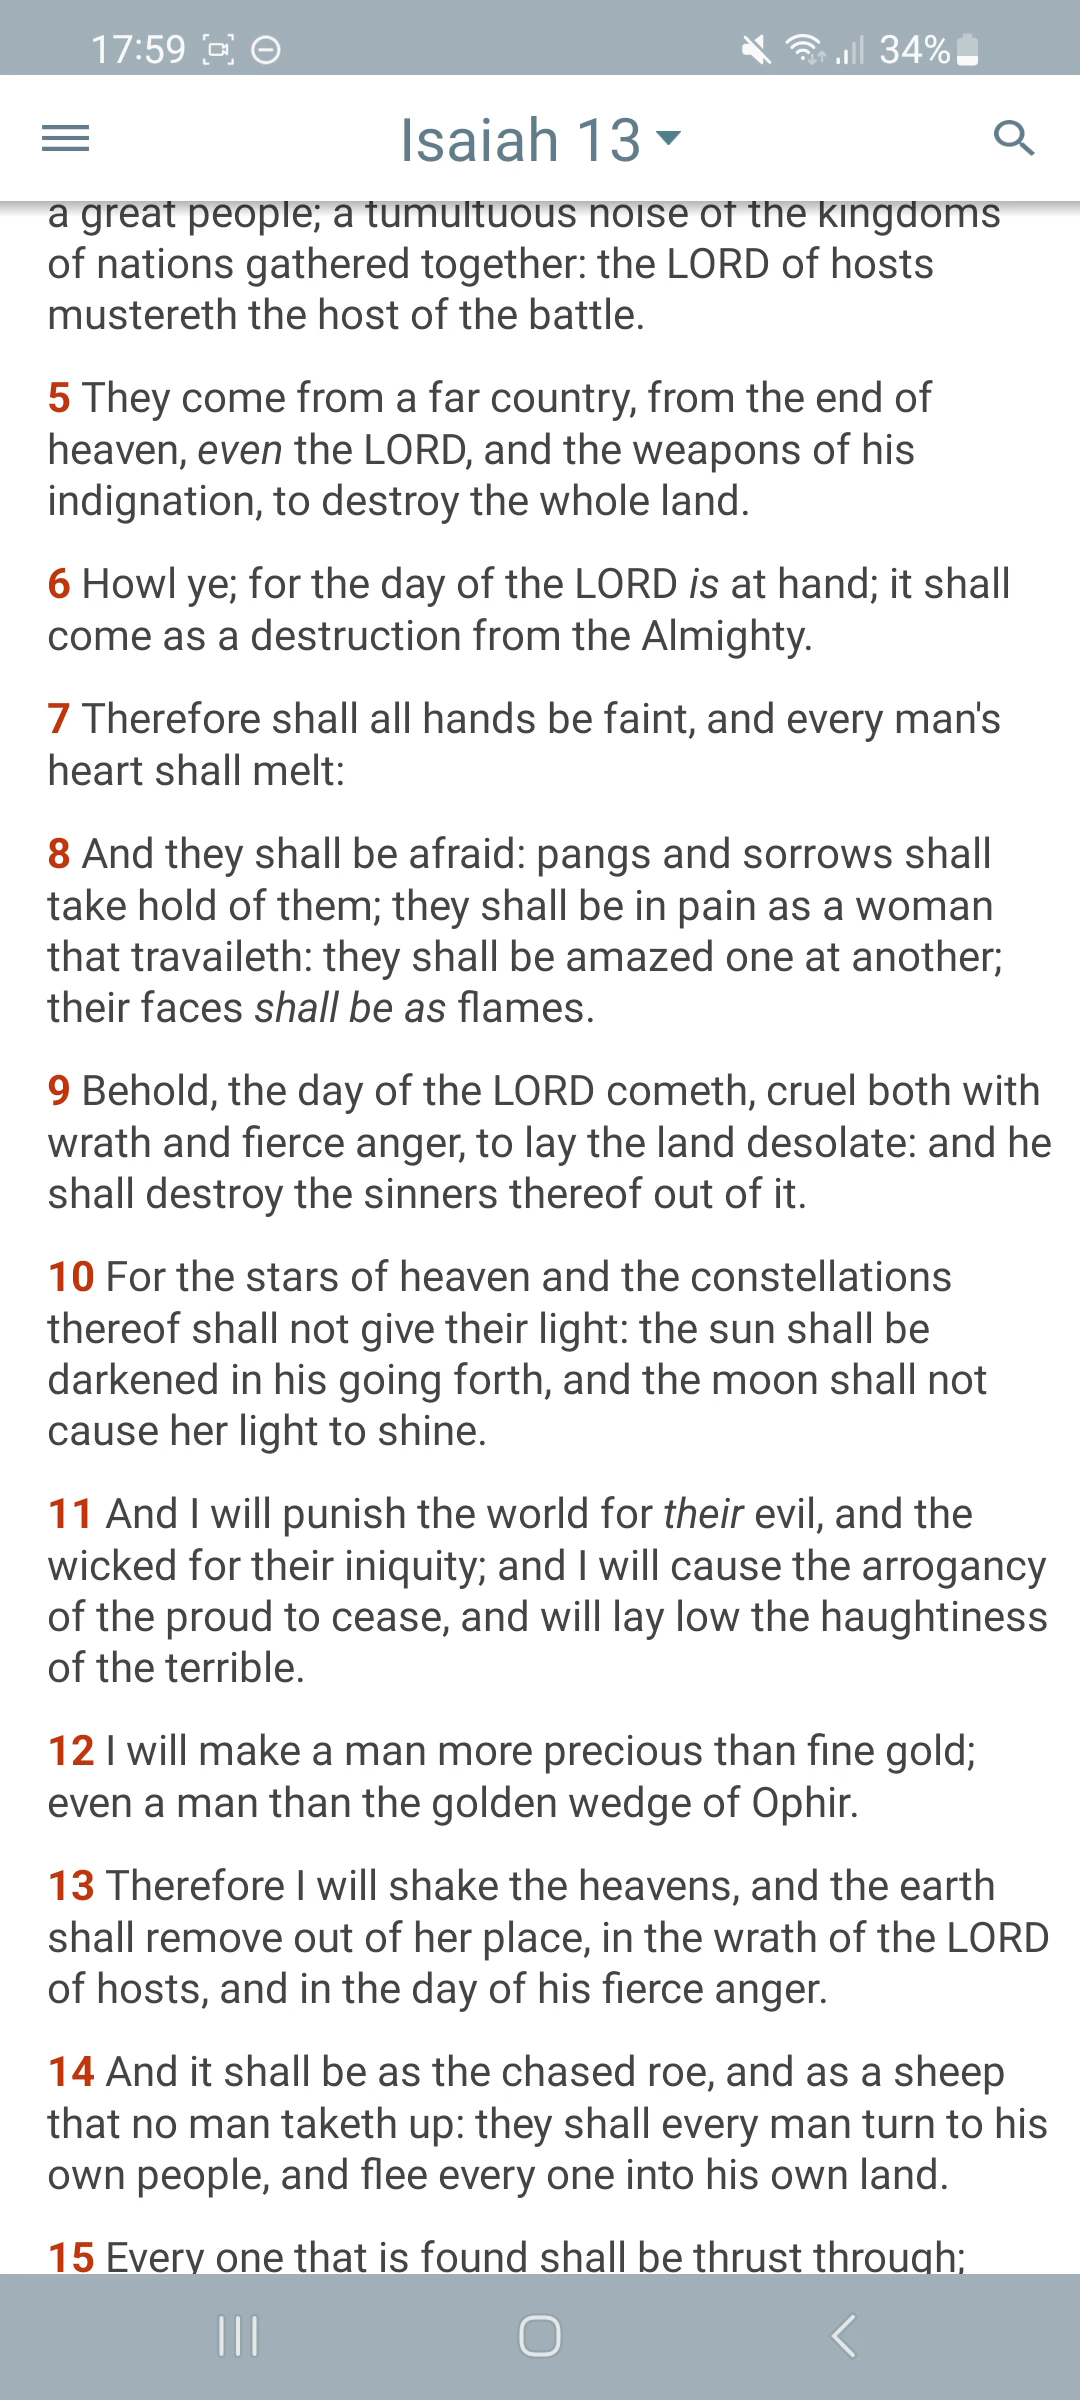 17:59
34%
Isaiah 13
a great people; a tumultuous noise of the kingdoms
of nations gathered together: the LORD of hosts
mustereth the host of the battle.
5 They come from a far country, from the end of
heaven, even the LORD, and the weapons of his
indignation, to destroy the whole land.
6 Howl ye; for the day of the LORD is at hand; it shall
come as a destruction from the Almighty.
7 Therefore shall all hands be faint, and every man's
heart shall melt:
8 And they shall be afraid: pangs and sorrows shall
take hold of them; they shall be in pain as a woman
that travaileth: they shall be amazed one at another;
their faces shall be as flames.
9 Behold, the day of the LORD cometh, cruel both with
wrath and fierce anger, to lay the land desolate: and he
shall destroy the sinners thereof out of it.
10 For the stars of heaven and the constellations
thereof shall not give their light: the sun shall be
darkened in his going forth, and the moon shall not
cause her light to shine.
11 And I will punish the world for their evil, and the
wicked for their iniquity; and I will cause the arrogancy
of the proud to cease, and will lay low the haughtiness
of the terrible.
12 I will make a man more precious than fine gold;
even a man than the golden wedge of Ophir.
13 Therefore I will shake the heavens, and the earth
shall remove out of her place, in the wrath of the LORD
of hosts, and in the day of his fierce anger.
14 And it shall be as the chased roe, and as a sheep
that no man taketh up: they shall every man turn to his
own people, and flee every one into his own land.
15 Every one that is found shall be thrust through;